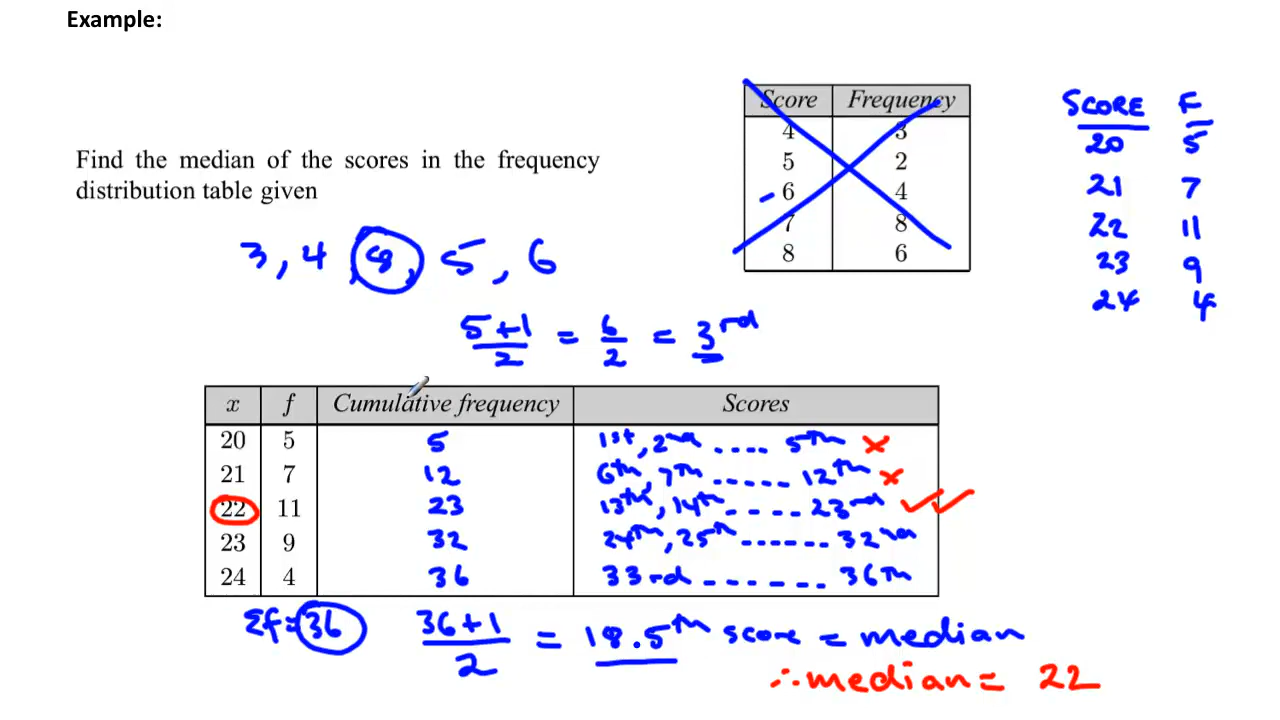 Example:
Score Frequency
4 3
5 2
6 4
7 8
8 6
SCORE F
20 5
21 7
22 11
23 9
24 4
Find the median of the scores in the frequency
distribution table given
3, 4, 8, 5, 6
5+1/2 = 6/2 = 3rd
x f Cumulative frequency Scores
20 5 5 1st, 2nd .... 5th x
21 7 12 6th, 7th ...... 12th x
22 11 23 13th, 14th ..... 23rd ✓✓
23 9 32 24th, 25th ...... 32nd
24 4 36 33rd ....... 36th
Σf = 36 36+1/2 = 18.5th score = median
∴ median = 22